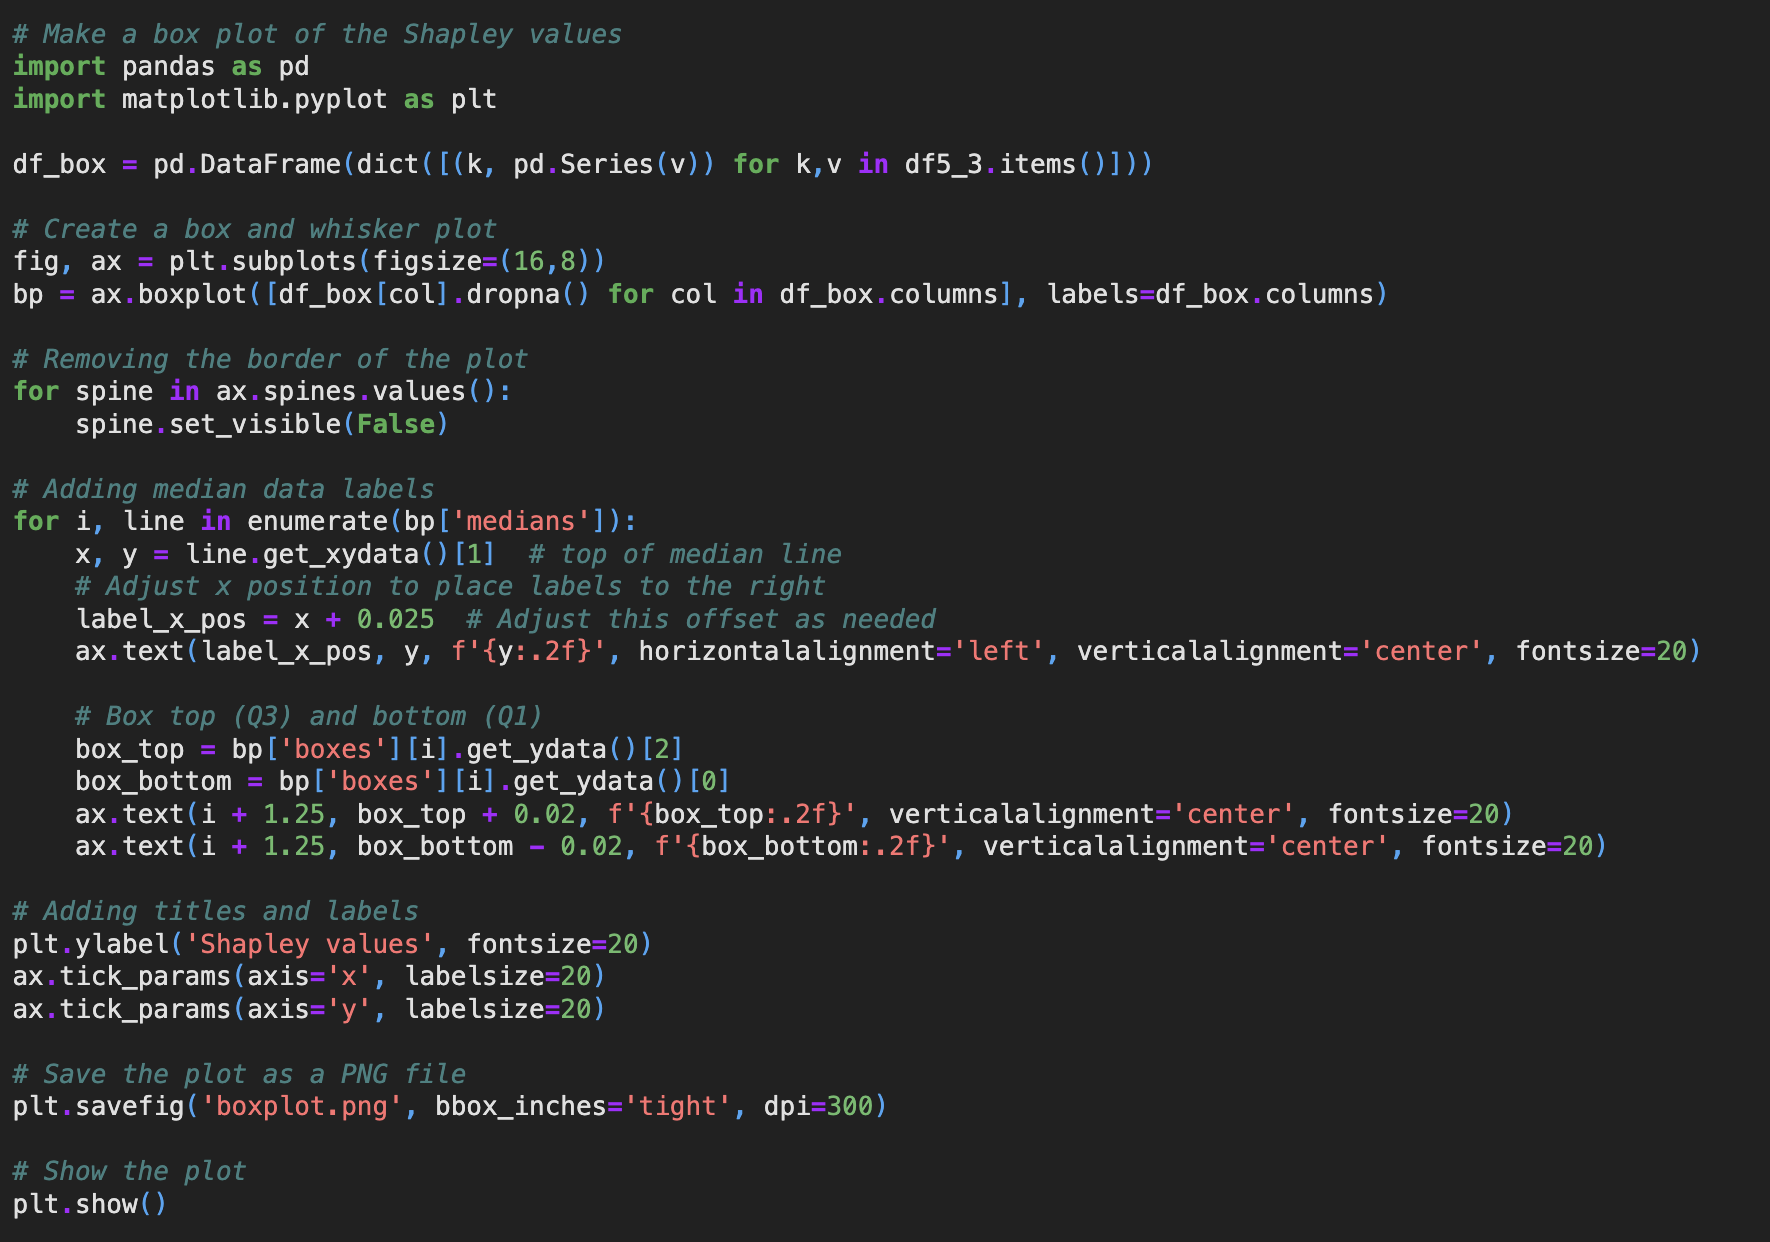 # Make a box plot of the Shapley values
import pandas as pd
import matplotlib.pyplot as plt

df_box = pd.DataFrame(dict([(k, pd.Series(v)) for k,v in df5_3.items()]))

# Create a box and whisker plot
fig, ax = plt.subplots(figsize=(16,8))
bp = ax.boxplot([df_box[col].dropna() for col in df_box.columns], labels=df_box.columns)

# Removing the border of the plot
for spine in ax.spines.values():
    spine.set_visible(False)

# Adding median data labels
for i, line in enumerate(bp['medians']):
    x, y = line.get_xydata()[1]  # top of median line
    # Adjust x position to place labels to the right
    label_x_pos = x + 0.025  # Adjust this offset as needed
    ax.text(label_x_pos, y, f'{y:.2f}', horizontalalignment='left', verticalalignment='center', fontsize=20)

    # Box top (Q3) and bottom (Q1)
    box_top = bp['boxes'][i].get_ydata()[2]
    box_bottom = bp['boxes'][i].get_ydata()[0]
    ax.text(i + 1.25, box_top + 0.02, f'{box_top:.2f}', verticalalignment='center', fontsize=20)
    ax.text(i + 1.25, box_bottom - 0.02, f'{box_bottom:.2f}', verticalalignment='center', fontsize=20)

# Adding titles and labels
plt.ylabel('Shapley values', fontsize=20)
ax.tick_params(axis='x', labelsize=20)
ax.tick_params(axis='y', labelsize=20)

# Save the plot as a PNG file
plt.savefig('boxplot.png', bbox_inches='tight', dpi=300)

# Show the plot
plt.show()